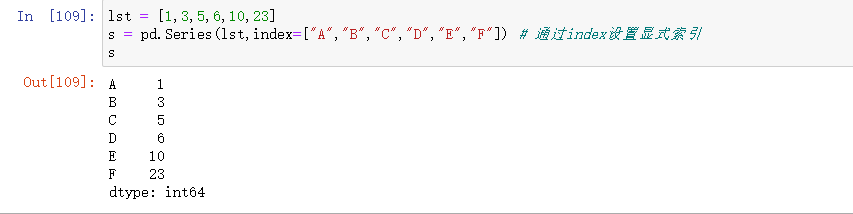 In [109]: lst = [1,3,5,6,10,23]
s = pd.Series(lst,index=["A","B","C","D","E","F"]) # 通过index设置显式索引
s
Out[109]: A 1
B 3
C 5
D 6
E 10
F 23
dtype: int64